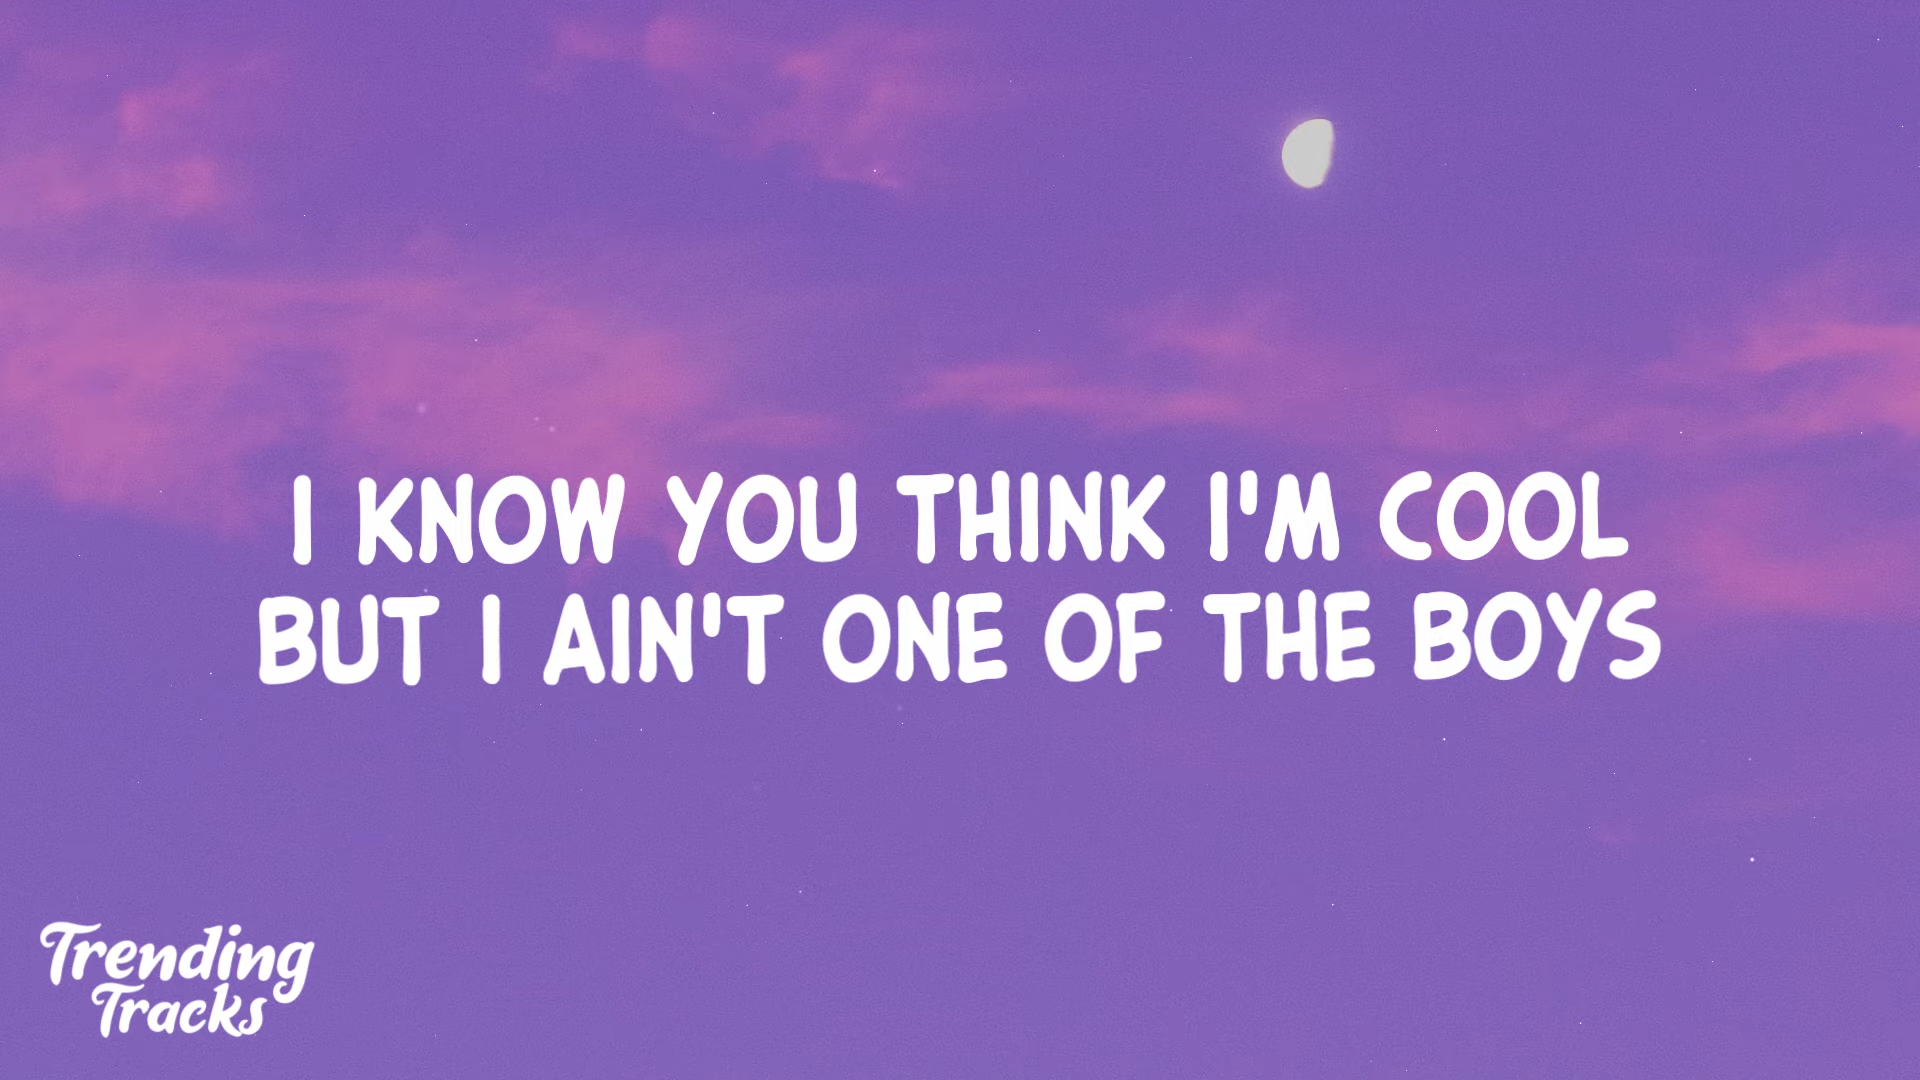 I KNOW YOU THINK I'M COOL
BUT I AIN'T ONE OF THE BOYS
Trending
Tracks